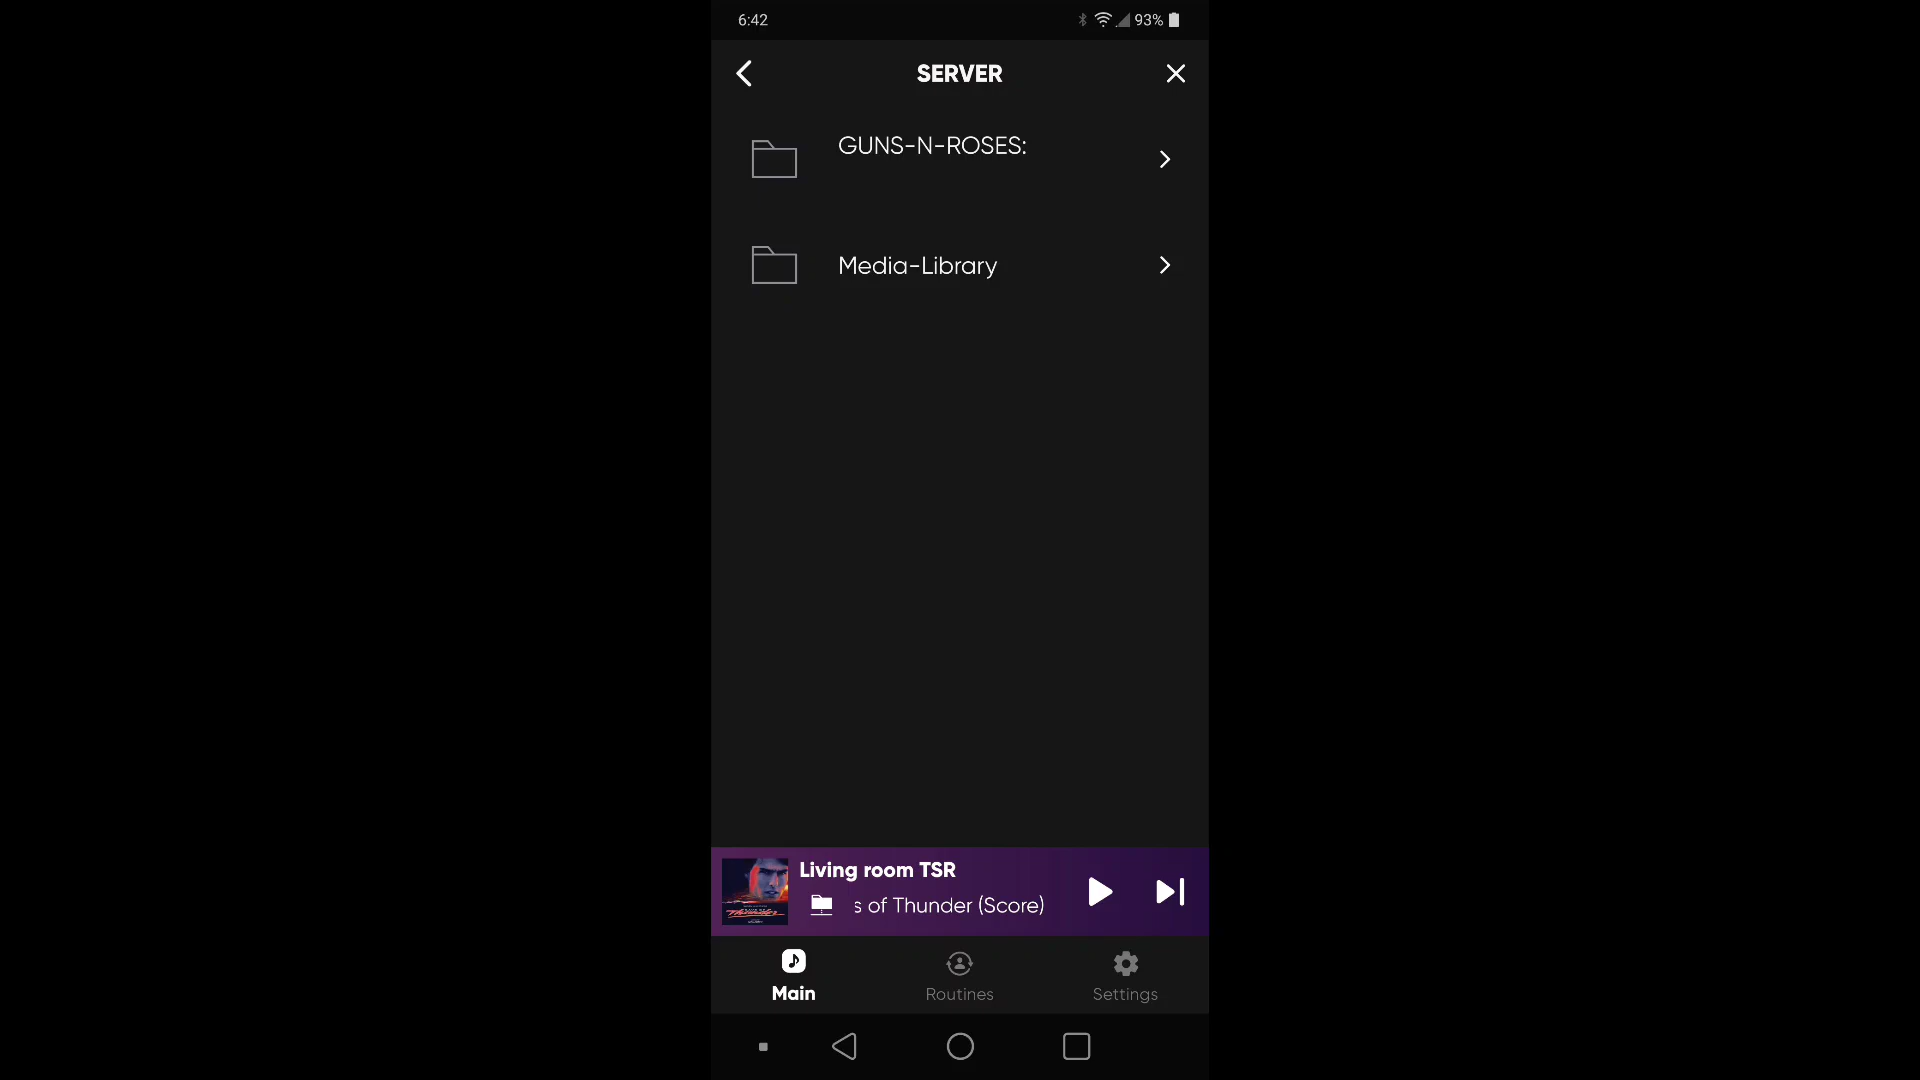 6:42
93%
SERVER
GUNS-N-ROSES:
Media-Library
Living room TSR
s of Thunder (Score)
Main
Routines
Settings